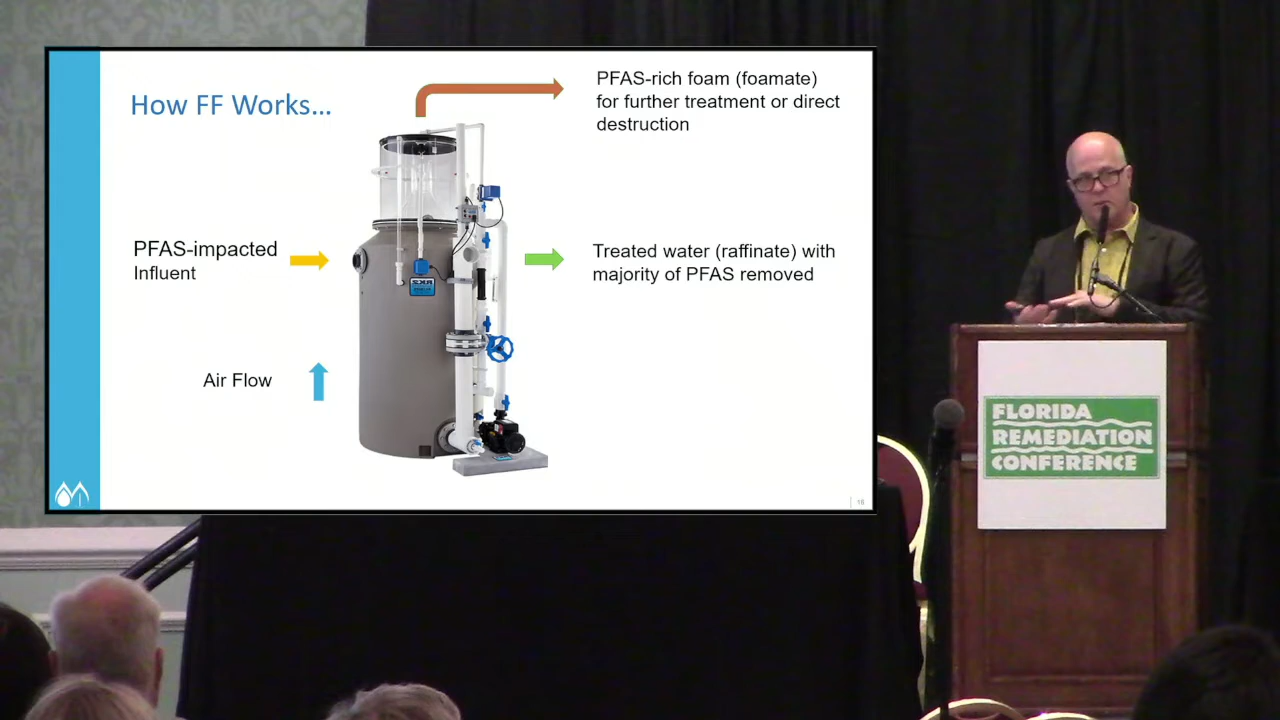 How FF Works...
PFAS-rich foam (foamate)
for further treatment or direct
destruction
PFAS-impacted
Influent
Treated water (raffinate) with
majority of PFAS removed
Air Flow
FLORIDA
REMEDIATION
CONFERENCE